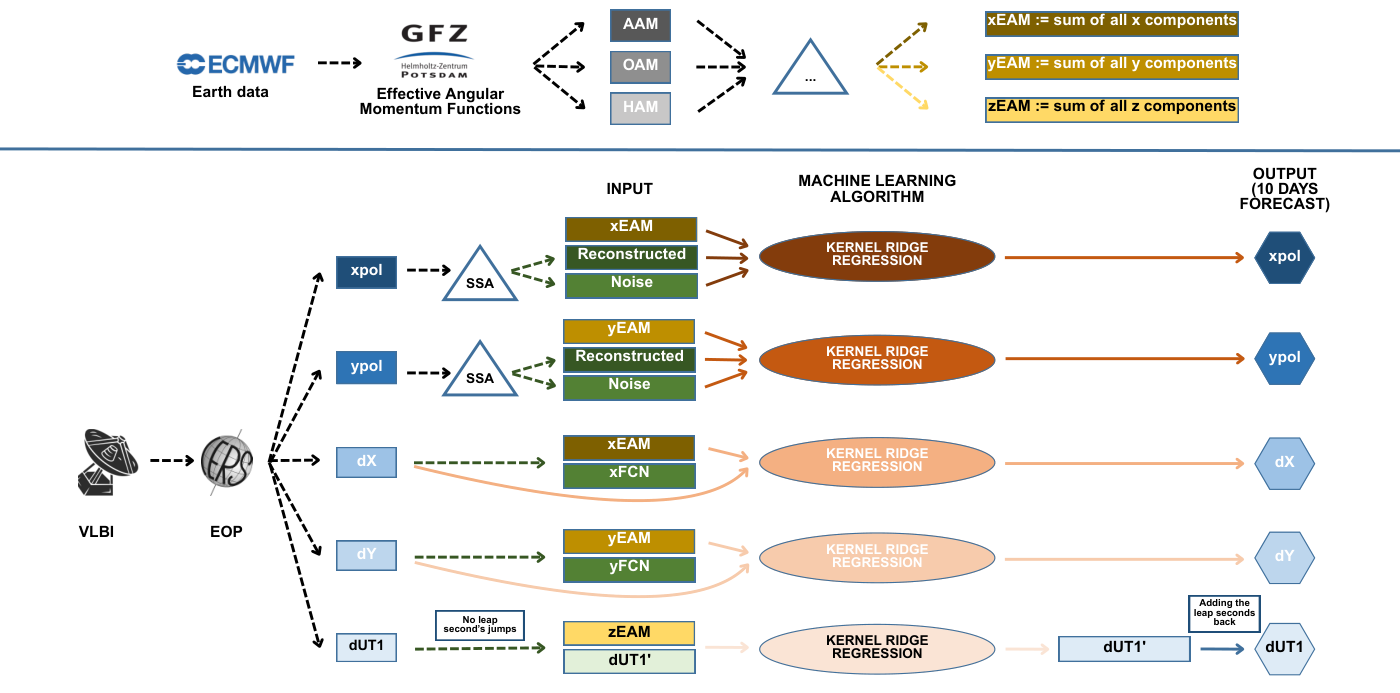 ECMWF
Earth data
GFZ
Helmholtz-Zentrum
POTSDAM
Effective Angular
Momentum Functions
AAM
OAM
HAM
...
xEAM := sum of all x components
yEAM := sum of all y components
zEAM := sum of all z components
INPUT
MACHINE LEARNING
ALGORITHM
OUTPUT
(10 DAYS
FORECAST)
xpol
SSA
xEAM
Reconstructed
Noise
KERNEL RIDGE
REGRESSION
xpol
ypol
SSA
yEAM
Reconstructed
Noise
KERNEL RIDGE
REGRESSION
ypol
VLBI
IERS
EOP
dX
xEAM
xFCN
KERNEL RIDGE
REGRESSION
dX
dY
yEAM
yFCN
KERNEL RIDGE
REGRESSION
dY
dUT1
No leap
second's jumps
zEAM
dUT1'
KERNEL RIDGE
REGRESSION
dUT1'
Adding the
leap seconds
back
dUT1